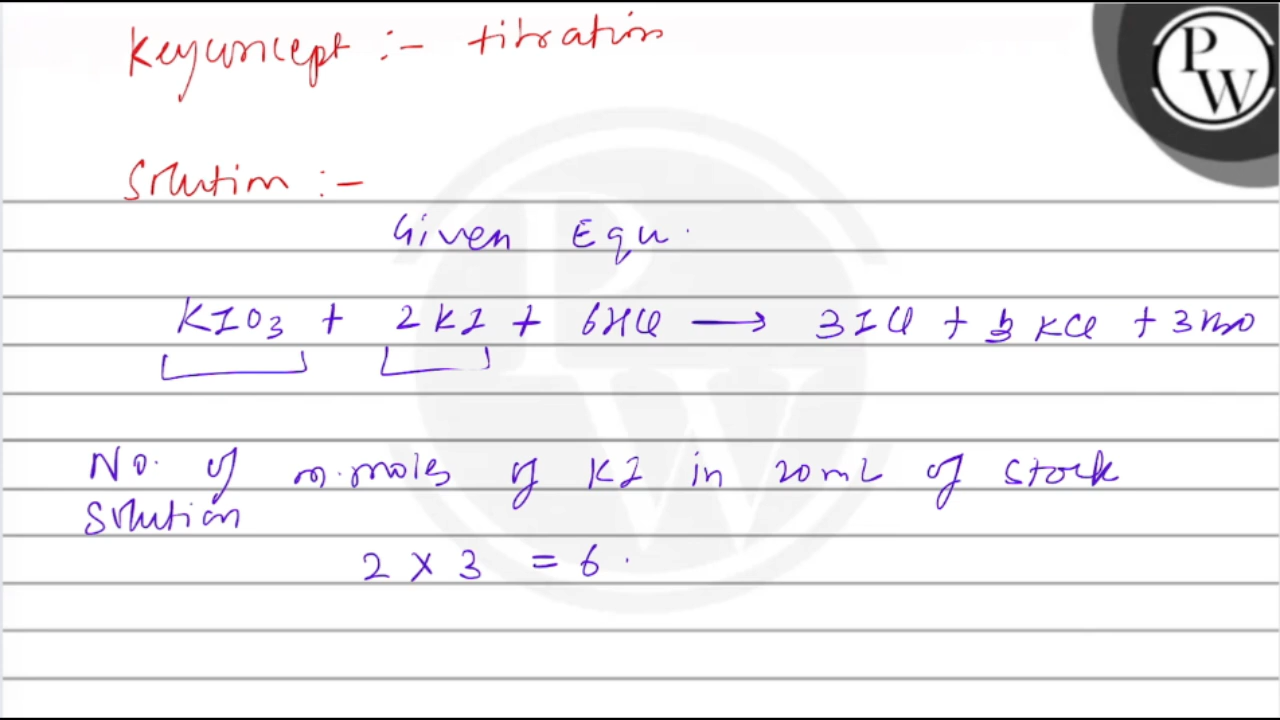 Keyconcept :- titration
PW
Solution :-
Given Equ.
KIO3 + 2KI + 6HCl → 3ICl + 3KCl + 3H2O
No. of m.moles of KI in 20mL of stock
solution
2 × 3 = 6.